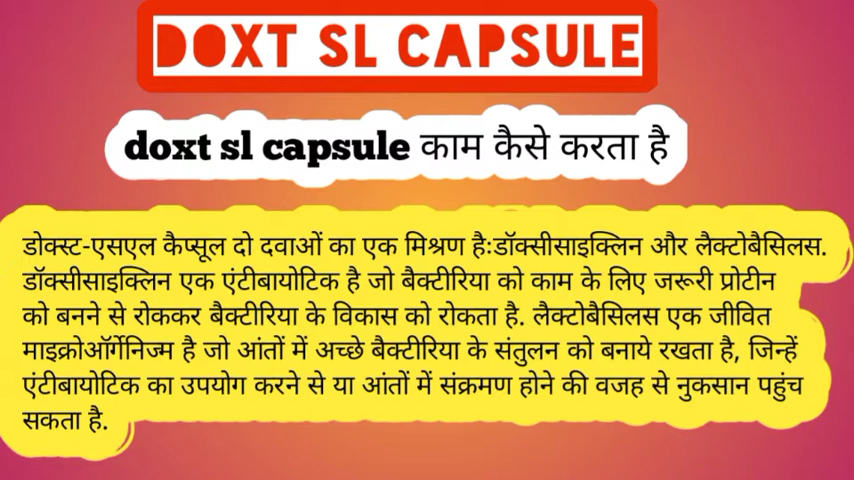 DOXT SL CAPSULE
doxt sl capsule काम कैसे करता है
डोक्स्ट-एसएल कैप्सूल दो दवाओं का एक मिश्रण है:डॉक्सीसाइक्लिन और लैक्टोबैसिलस.
डॉक्सीसाइक्लिन एक एंटीबायोटिक है जो बैक्टीरिया को काम के लिए जरूरी प्रोटीन
को बनने से रोककर बैक्टीरिया के विकास को रोकता है. लैक्टोबैसिलस एक जीवित
माइक्रोऑर्गेनिज्म है जो आंतों में अच्छे बैक्टीरिया के संतुलन को बनाये रखता है, जिन्हें
एंटीबायोटिक का उपयोग करने से या आंतों में संक्रमण होने की वजह से नुकसान पहुंच
सकता है.